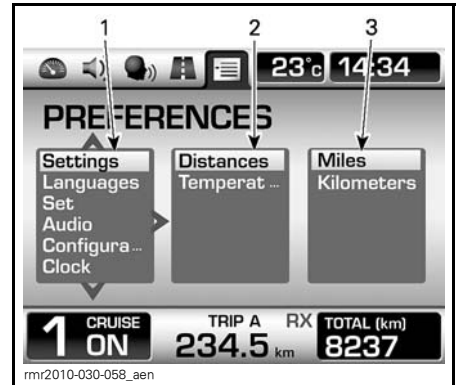 1 2 3
23°c 14:34
PREFERENCES
Settings Distances Miles
Languages Temperat ... Kilometers
Set
Audio
Configura ...
Clock
1 CRUISE ON TRIP A 234.5 km RX TOTAL (km) 8237
rmr2010-030-058_aen